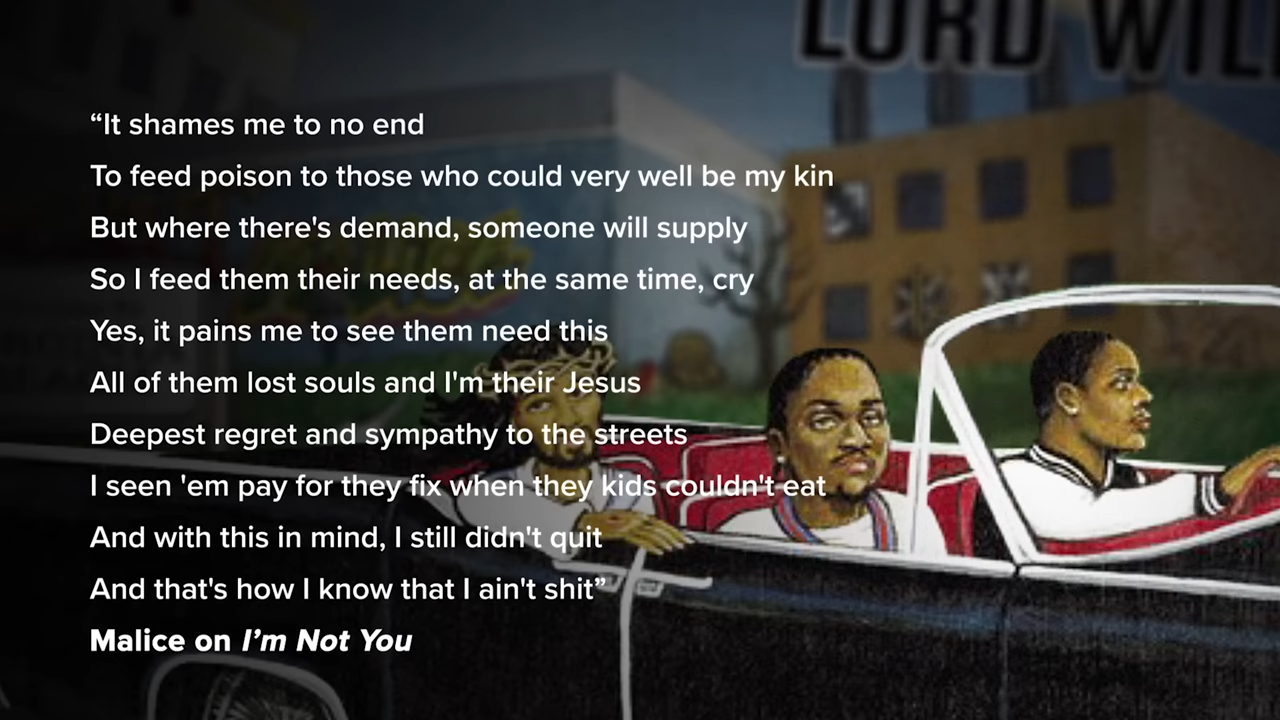 LORD WIL
“It shames me to no end
To feed poison to those who could very well be my kin
But where there's demand, someone will supply
So I feed them their needs, at the same time, cry
Yes, it pains me to see them need this
All of them lost souls and I'm their Jesus
Deepest regret and sympathy to the streets
I seen 'em pay for they fix when they kids couldn't eat
And with this in mind, I still didn't quit
And that's how I know that I ain't shit”
Malice on I’m Not You